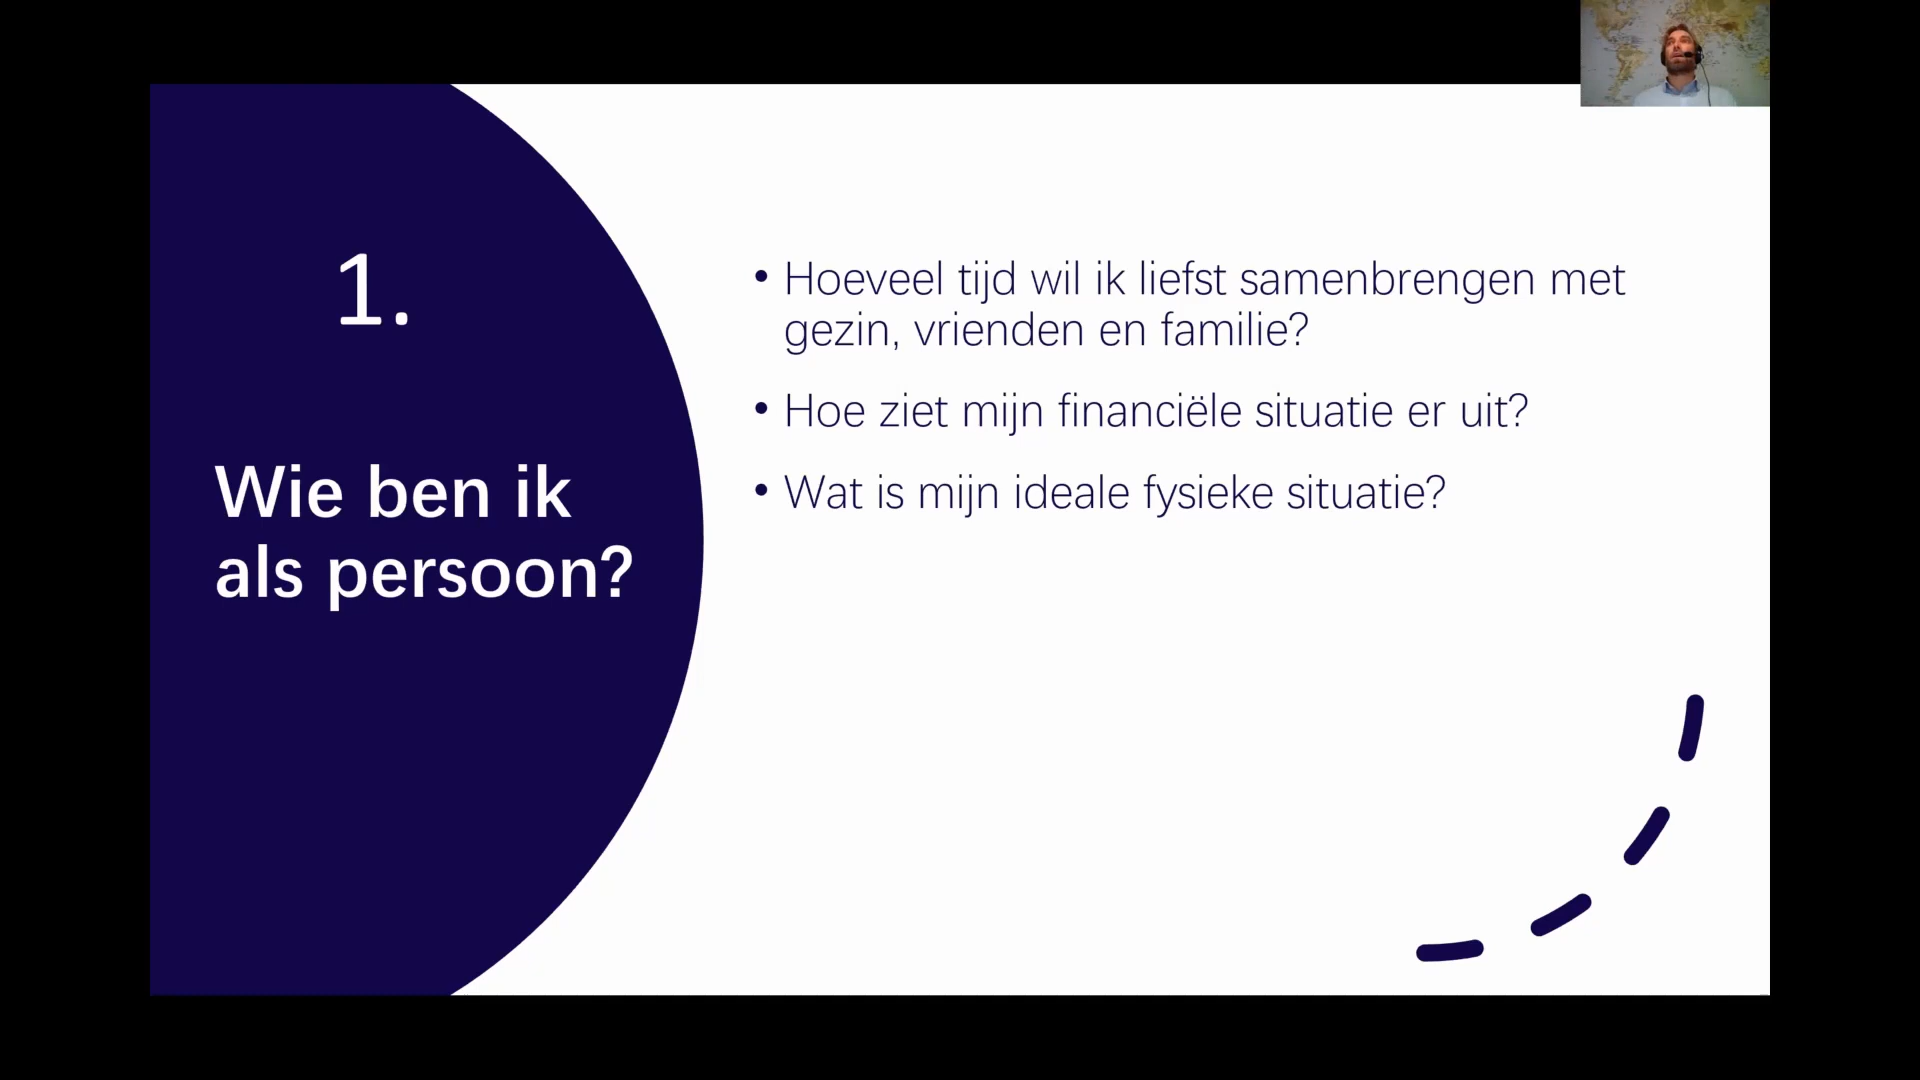 1.
Wie ben ik
als persoon?
• Hoeveel tijd wil ik liefst samenbrengen met
gezin, vrienden en familie?
• Hoe ziet mijn financiële situatie er uit?
• Wat is mijn ideale fysieke situatie?